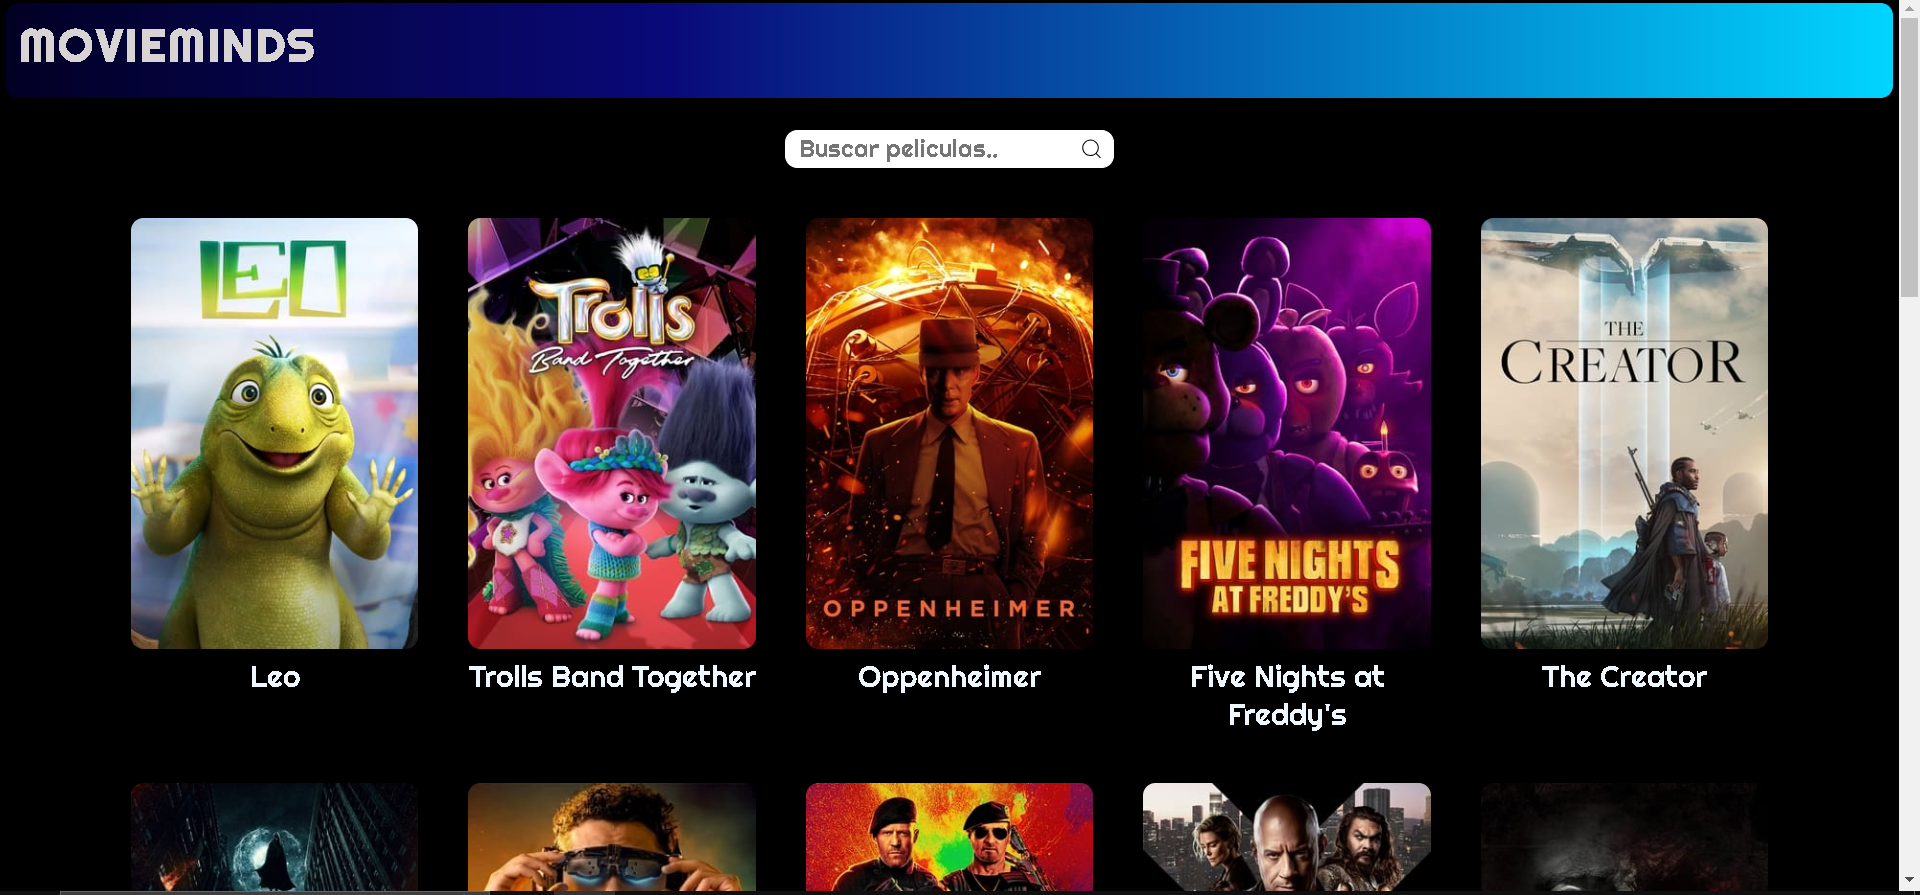 MOVIEMINDS
Buscar peliculas..
LEO
Trolls
Band Together
OPPENHEIMER
FIVE NIGHTS
AT FREDDY'S
THE
CREATOR
Leo
Trolls Band Together
Oppenheimer
Five Nights at
Freddy's
The Creator